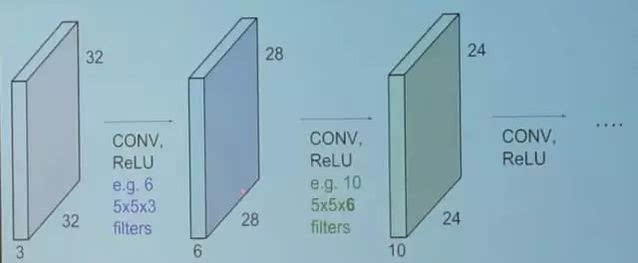 32
32
3
CONV,
ReLU
e.g. 6
5x5x3
filters
28
28
6
CONV,
ReLU
e.g. 10
5x5x6
filters
24
24
10
CONV,
ReLU
....